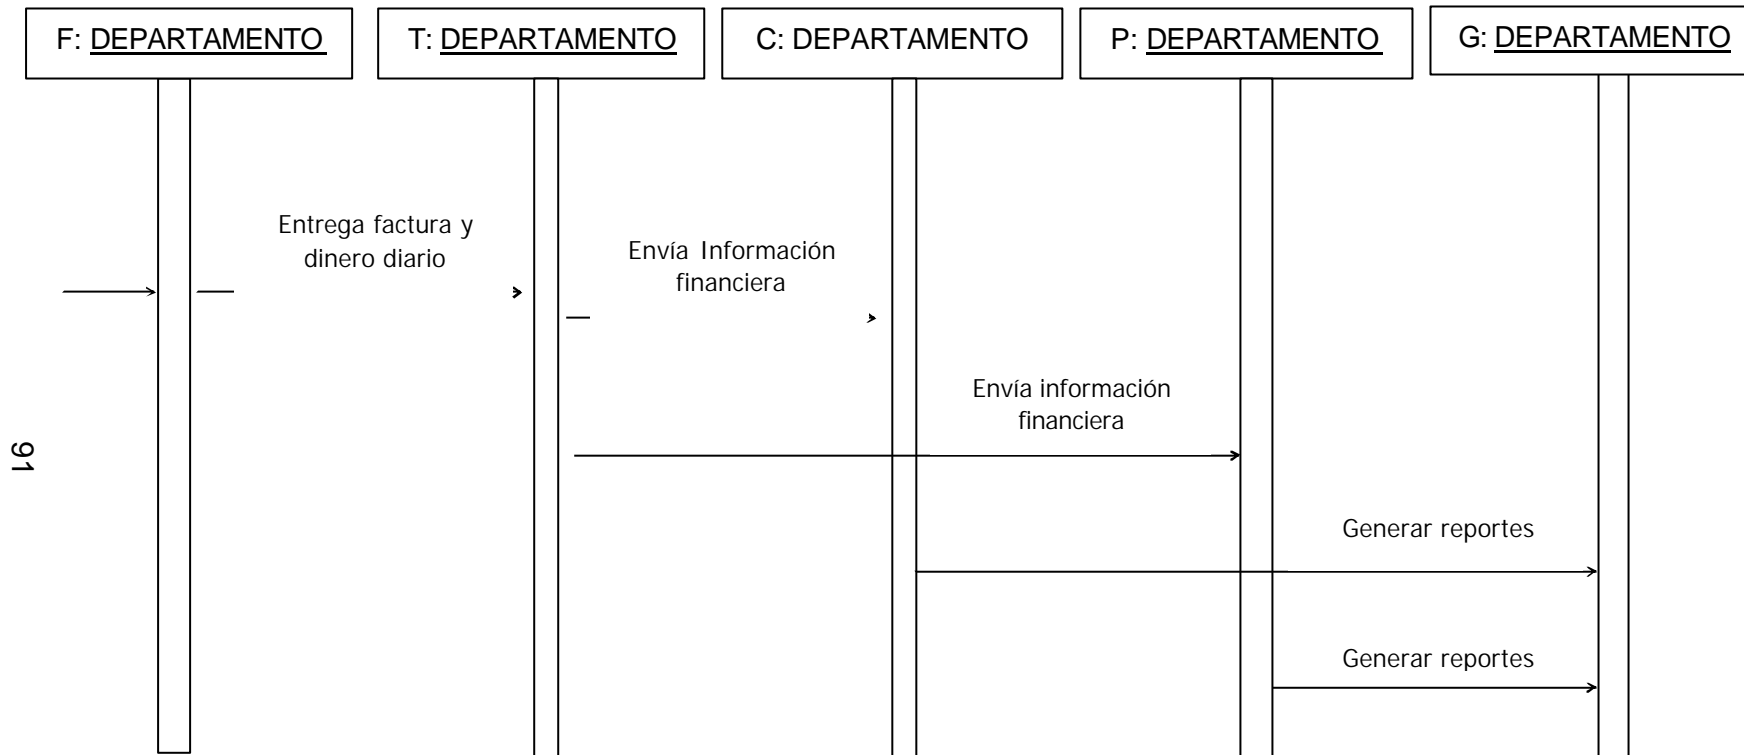 F: DEPARTAMENTO
T: DEPARTAMENTO
C: DEPARTAMENTO
P: DEPARTAMENTO
G: DEPARTAMENTO
Entrega factura y
dinero diario
Envía Información
financiera
Envía información
financiera
91
Generar reportes
Generar reportes